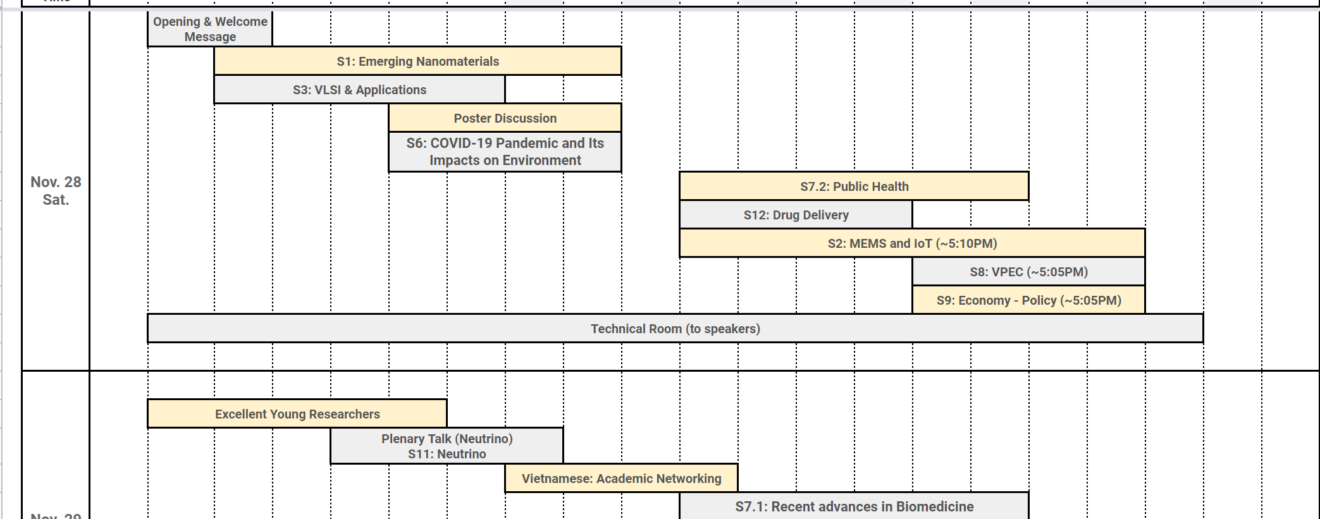 Time
Opening & Welcome
Message
S1: Emerging Nanomaterials
S3: VLSI & Applications
Poster Discussion
S6: COVID-19 Pandemic and Its
Impacts on Environment
Nov. 28
Sat.
S7.2: Public Health
S12: Drug Delivery
S2: MEMS and IoT (~5:10PM)
S8: VPEC (~5:05PM)
S9: Economy - Policy (~5:05PM)
Technical Room (to speakers)
Excellent Young Researchers
Plenary Talk (Neutrino)
S11: Neutrino
Vietnamese: Academic Networking
S7.1: Recent advances in Biomedicine
Nov. 29